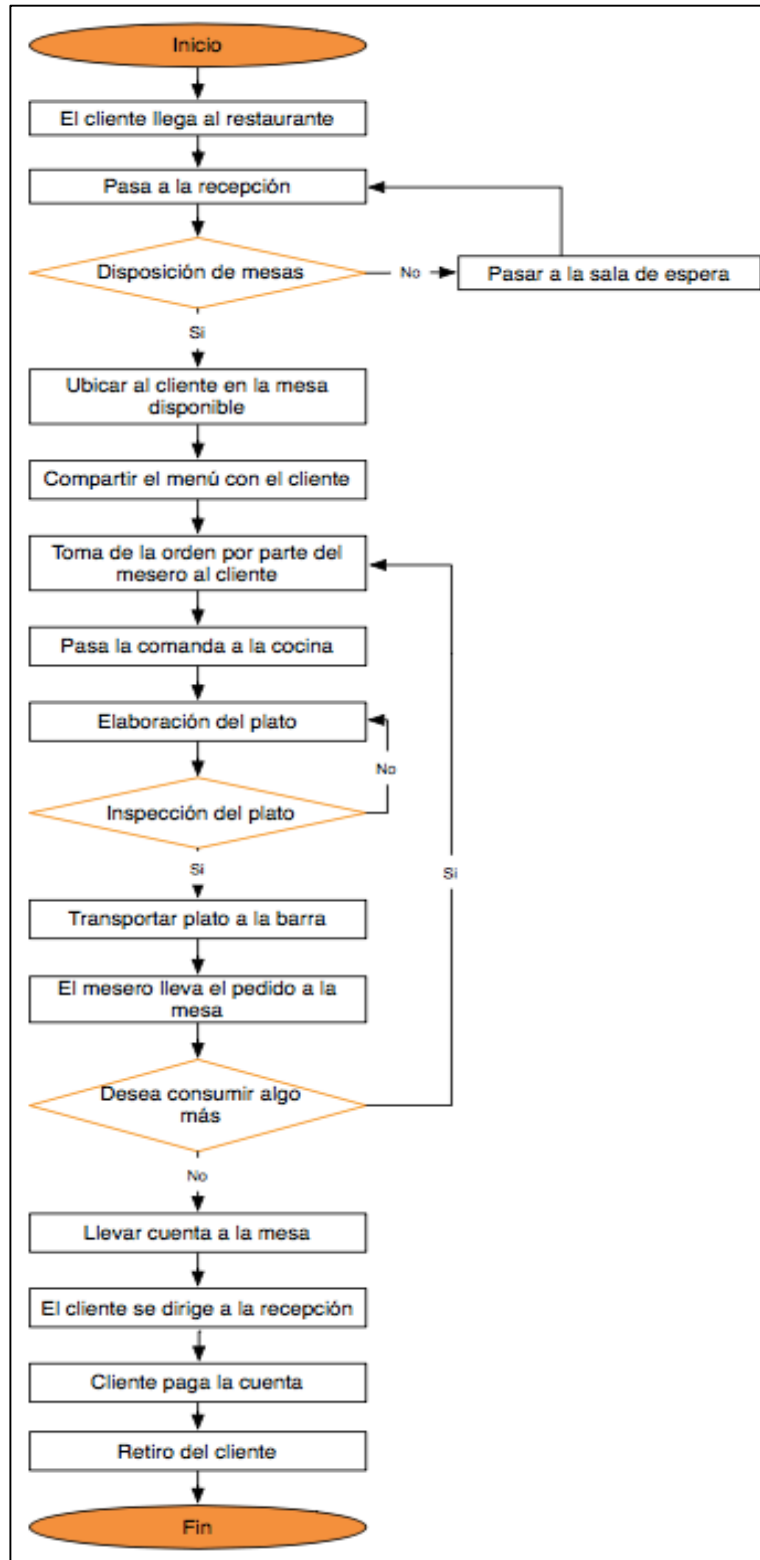 Inicio
El cliente llega al restaurante
Pasa a la recepción
Disposición de mesas
No
Pasar a la sala de espera
Si
Ubicar al cliente en la mesa
disponible
Compartir el menú con el cliente
Toma de la orden por parte del
mesero al cliente
Pasa la comanda a la cocina
Elaboración del plato
No
Inspección del plato
Si
Si
Transportar plato a la barra
El mesero lleva el pedido a la
mesa
Desea consumir algo
más
No
Llevar cuenta a la mesa
El cliente se dirige a la recepción
Cliente paga la cuenta
Retiro del cliente
Fin